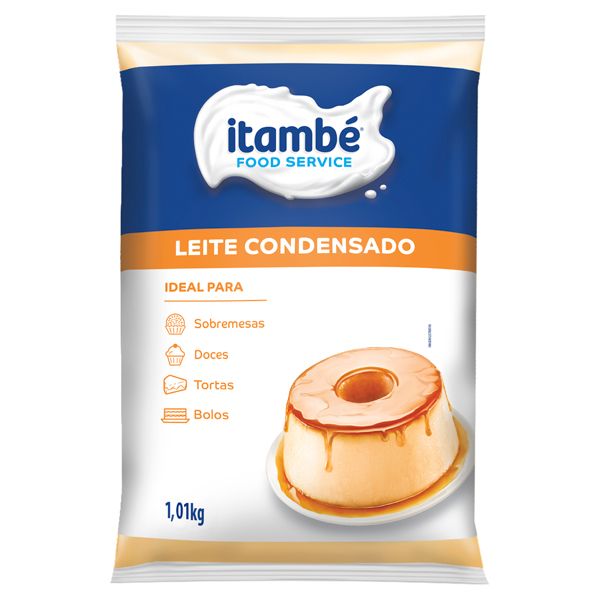 itambé®
FOOD SERVICE
LEITE CONDENSADO
IDEAL PARA
Sobremesas
Doces
Tortas
Bolos
1,01kg